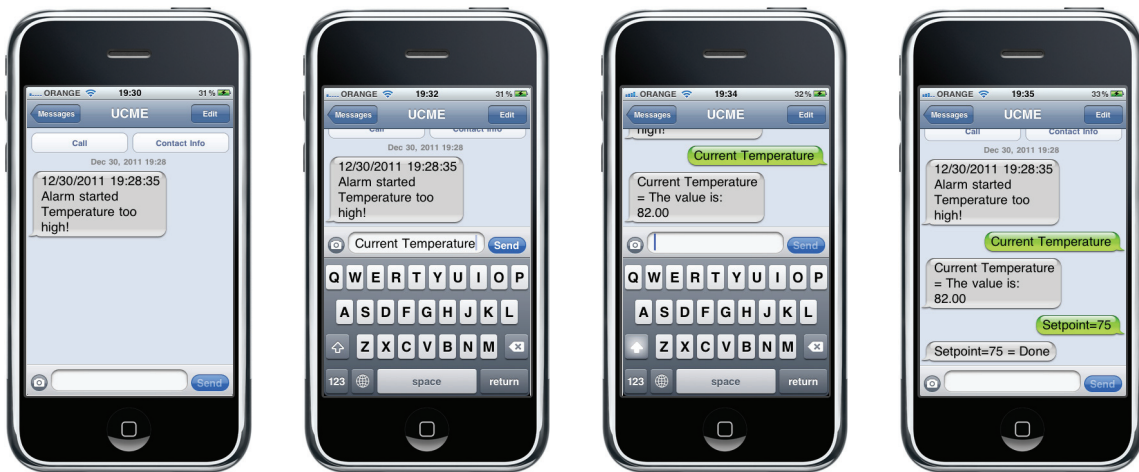 ORANGE 19:30 31 %
Messages UCME Edit
Call Contact Info
Dec 30, 2011 19:28
12/30/2011 19:28:35
Alarm started
Temperature too
high!
Send
ORANGE 19:32 31 %
Messages UCME Edit
Call Contact Info
Dec 30, 2011 19:28
12/30/2011 19:28:35
Alarm started
Temperature too
high!
Current Temperature Send
Q W E R T Y U I O P
A S D F G H J K L
Z X C V B N M
123 space return
ORANGE 19:34 32 %
Messages UCME Edit
high!
Current Temperature
Current Temperature
= The value is:
82.00
Send
Q W E R T Y U I O P
A S D F G H J K L
Z X C V B N M
123 space return
ORANGE 19:35 33 %
Messages UCME Edit
Call Contact Info
Dec 30, 2011 19:28
12/30/2011 19:28:35
Alarm started
Temperature too
high!
Current Temperature
Current Temperature
= The value is:
82.00
Setpoint=75
Setpoint=75 = Done
Send